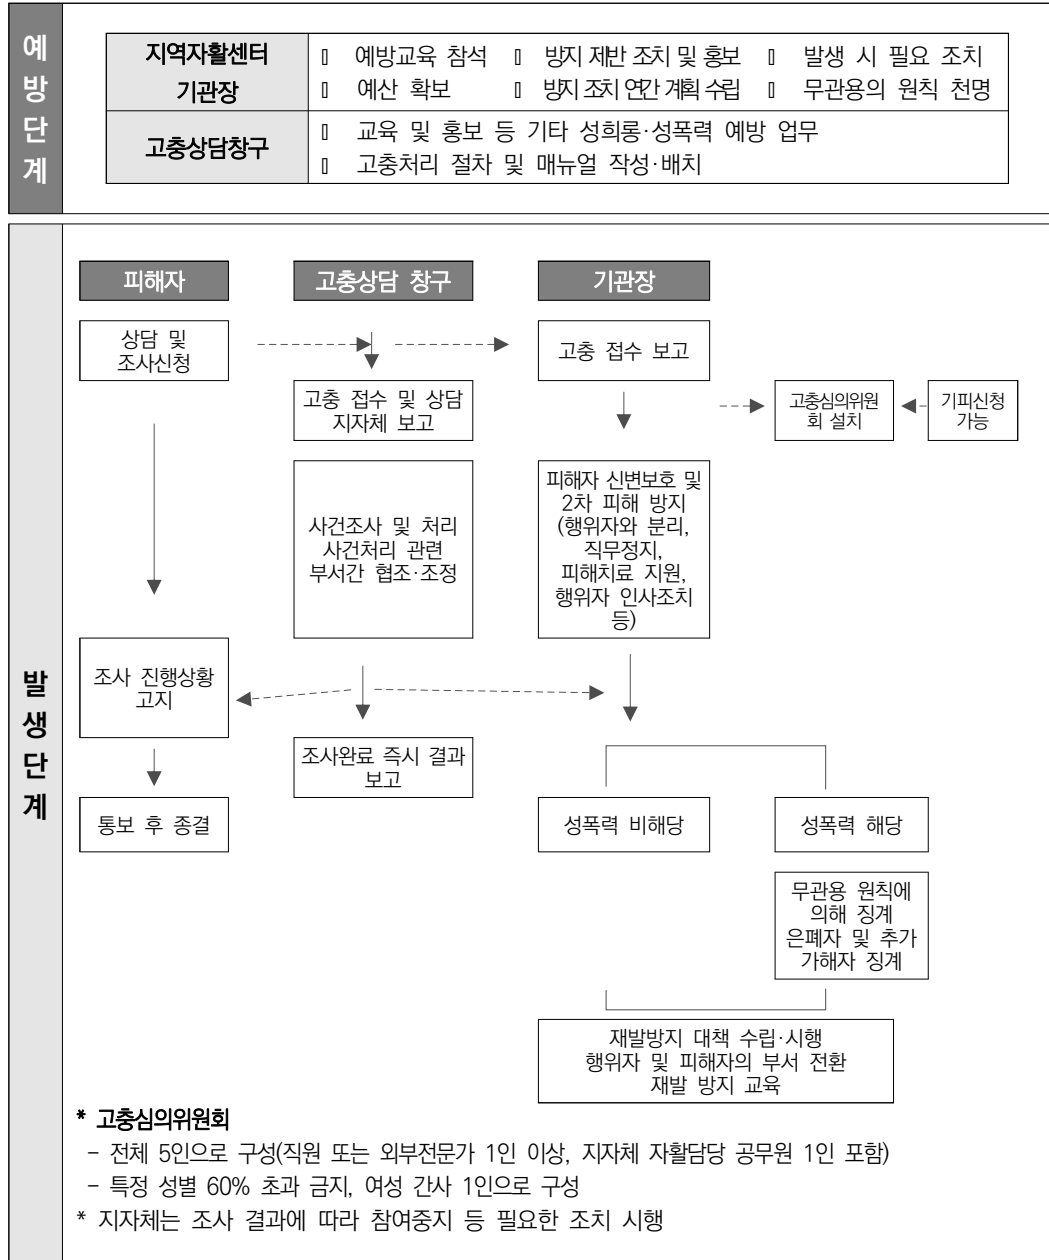 예방단계
지역자활센터
기관장
▯ 예방교육 참석 ▯ 방지 제반 조치 및 홍보 ▯ 발생 시 필요 조치
▯ 예산 확보 ▯ 방지 조치 연간 계획 수립 ▯ 무관용의 원칙 천명
고충상담창구
▯ 교육 및 홍보 등 기타 성희롱·성폭력 예방 업무
▯ 고충처리 절차 및 매뉴얼 작성·배치
발생단계
피해자
고충상담 창구
기관장
상담 및
조사신청
고충 접수 보고
고충 접수 및 상담
지자체 보고
고충심의위원
회 설치
기피신청
가능
사건조사 및 처리
사건처리 관련
부서간 협조·조정
피해자 신변보호 및
2차 피해 방지
(행위자와 분리,
직무정지,
피해치료 지원,
행위자 인사조치
등)
조사 진행상황
고지
조사완료 즉시 결과
보고
통보 후 종결
성폭력 비해당
성폭력 해당
무관용 원칙에
의해 징계
은폐자 및 추가
가해자 징계
재발방지 대책 수립·시행
행위자 및 피해자의 부서 전환
재발 방지 교육
* 고충심의위원회
- 전체 5인으로 구성(직원 또는 외부전문가 1인 이상, 지자체 자활담당 공무원 1인 포함)
- 특정 성별 60% 초과 금지, 여성 간사 1인으로 구성
* 지자체는 조사 결과에 따라 참여중지 등 필요한 조치 시행